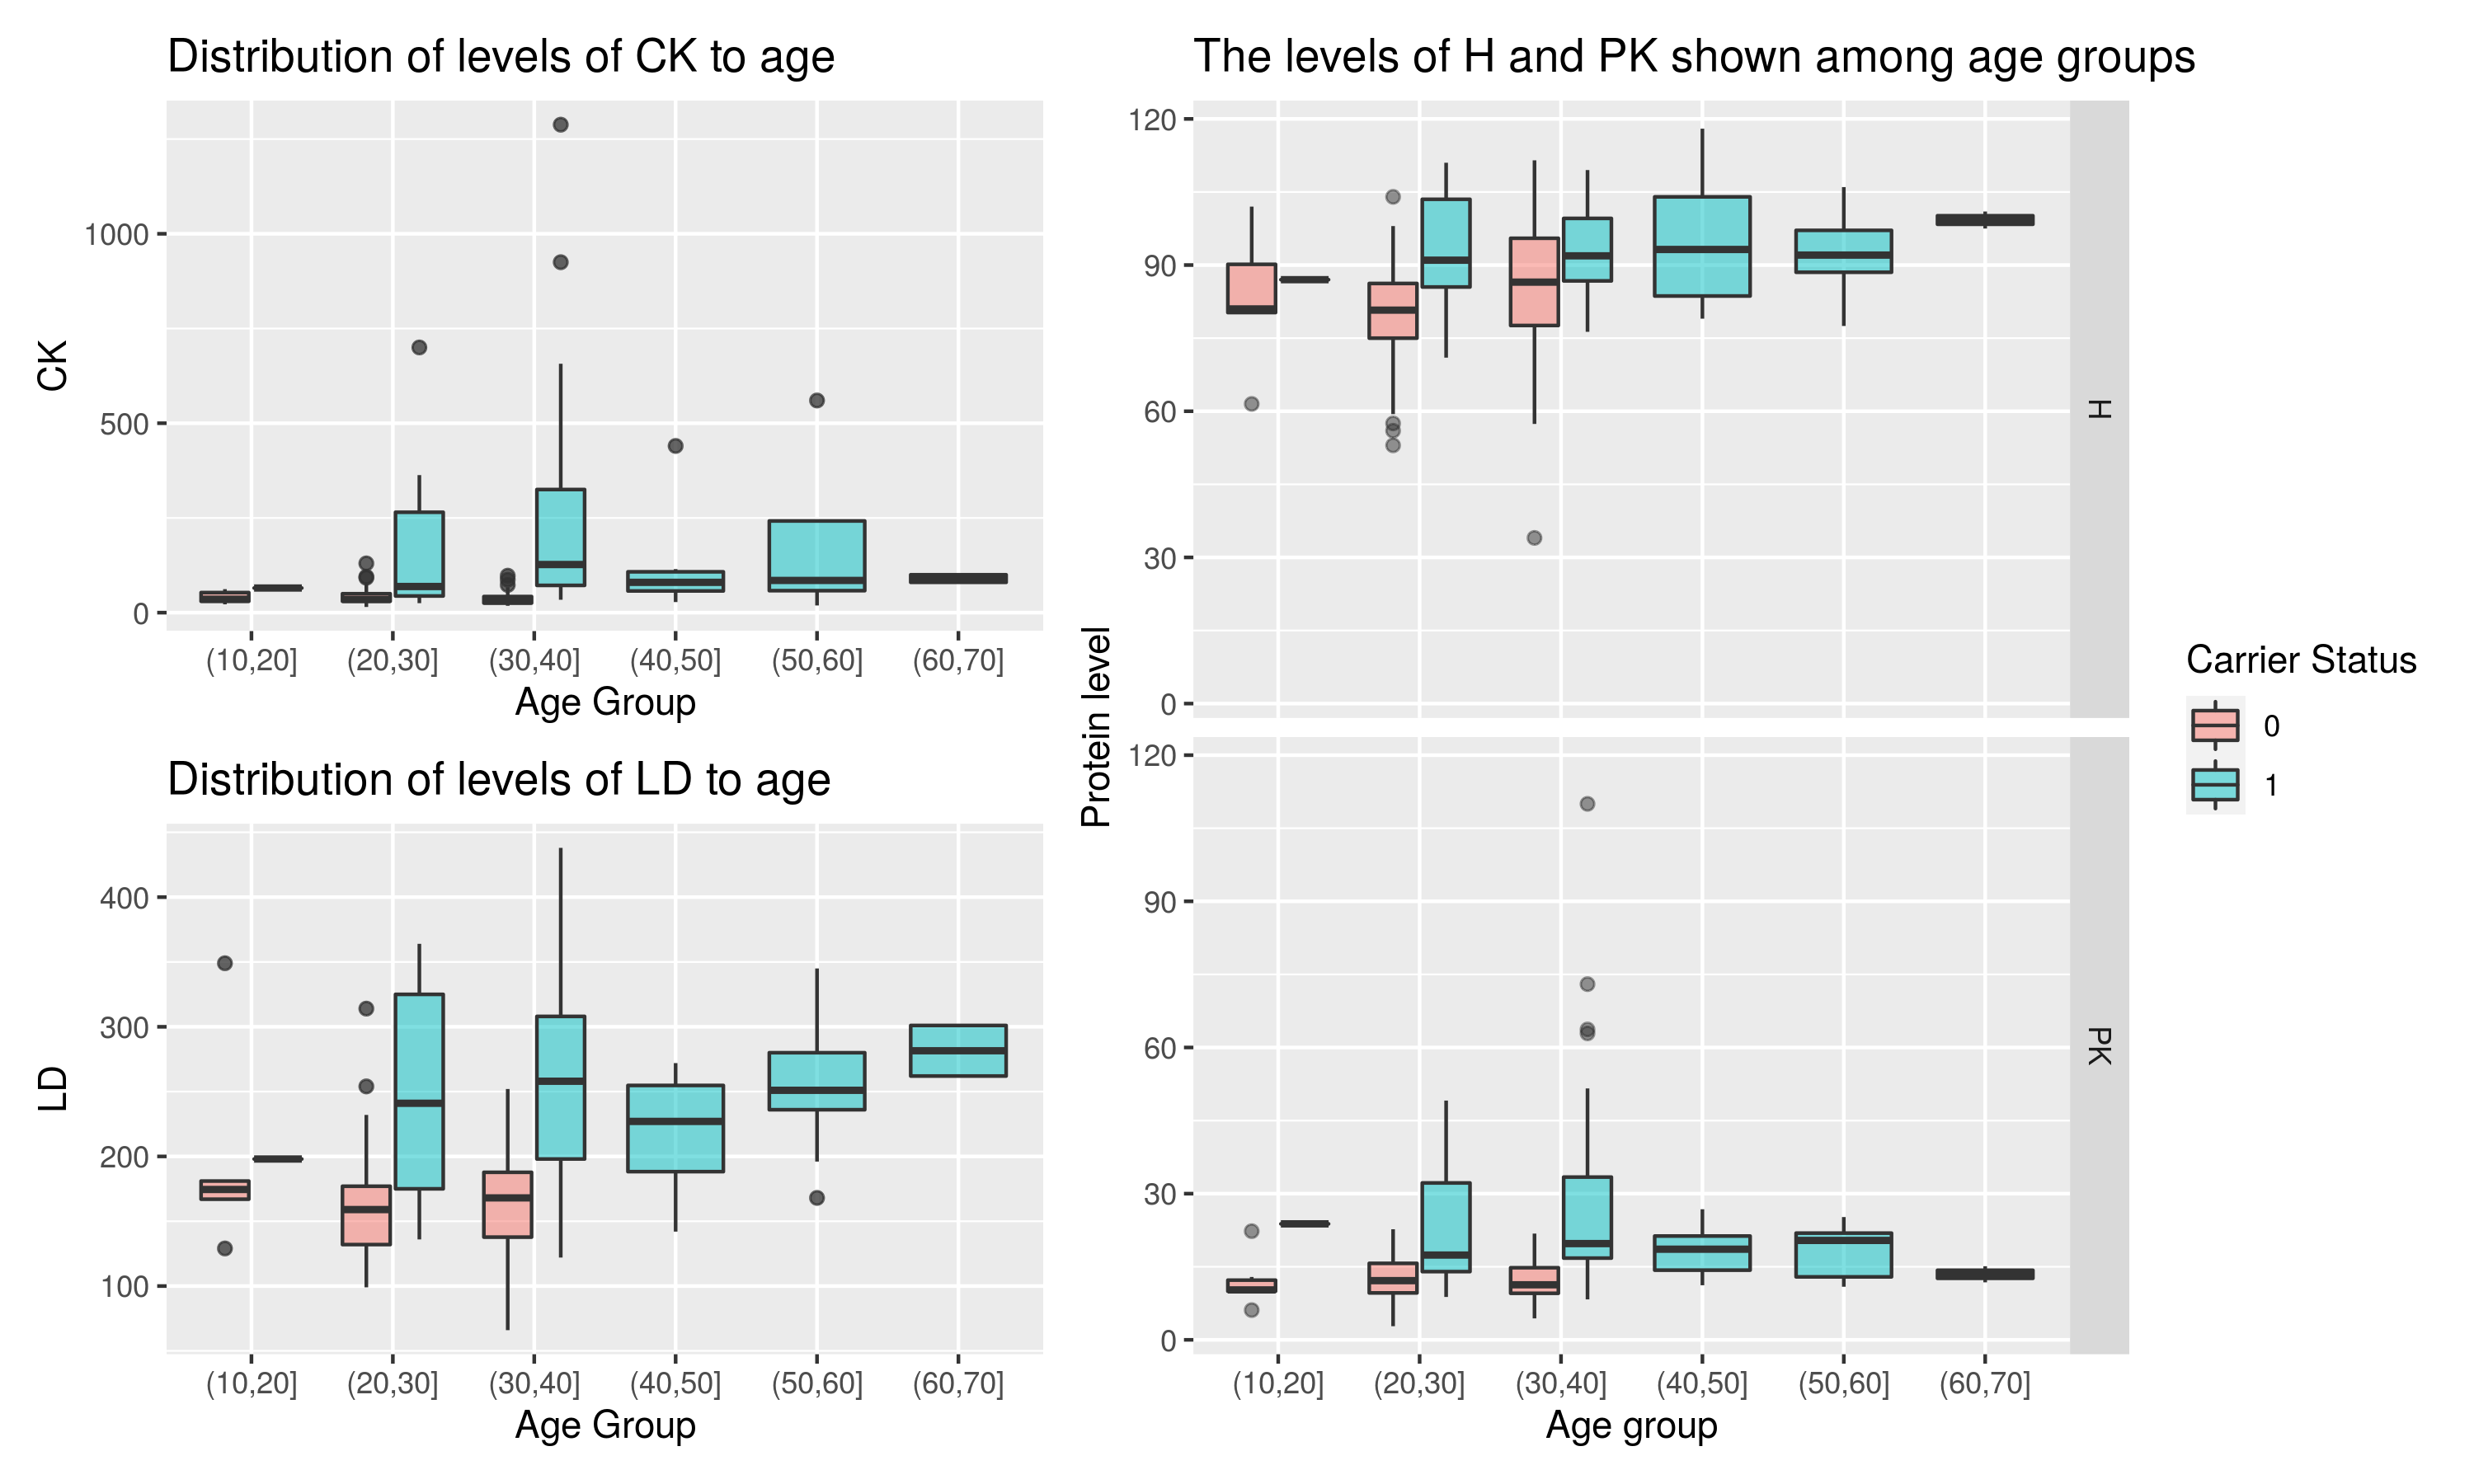 Distribution of levels of CK to age
CK
1000
500
0
(10,20] (20,30] (30,40] (40,50] (50,60] (60,70]
Age Group
Distribution of levels of LD to age
LD
400
300
200
100
(10,20] (20,30] (30,40] (40,50] (50,60] (60,70]
Age Group
The levels of H and PK shown among age groups
Protein level
120
90
60
30
0
H
120
90
60
30
0
PK
(10,20] (20,30] (30,40] (40,50] (50,60] (60,70]
Age group
Carrier Status
0
1